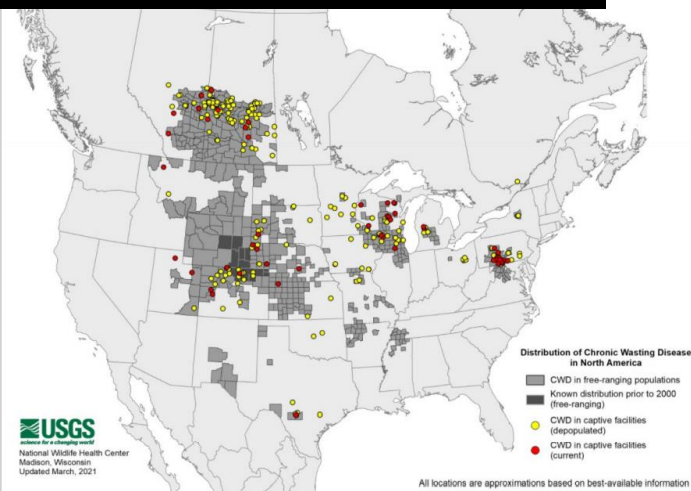 Distribution of Chronic Wasting Disease
in North America
CWD in free-ranging populations
Known distribution prior to 2000
(free-ranging)
CWD in captive facilities
(depopulated)
CWD in captive facilities
(current)
USGS
science for a changing world
National Wildlife Health Center
Madison, Wisconsin
Updated March, 2021
All locations are approximations based on best-available information